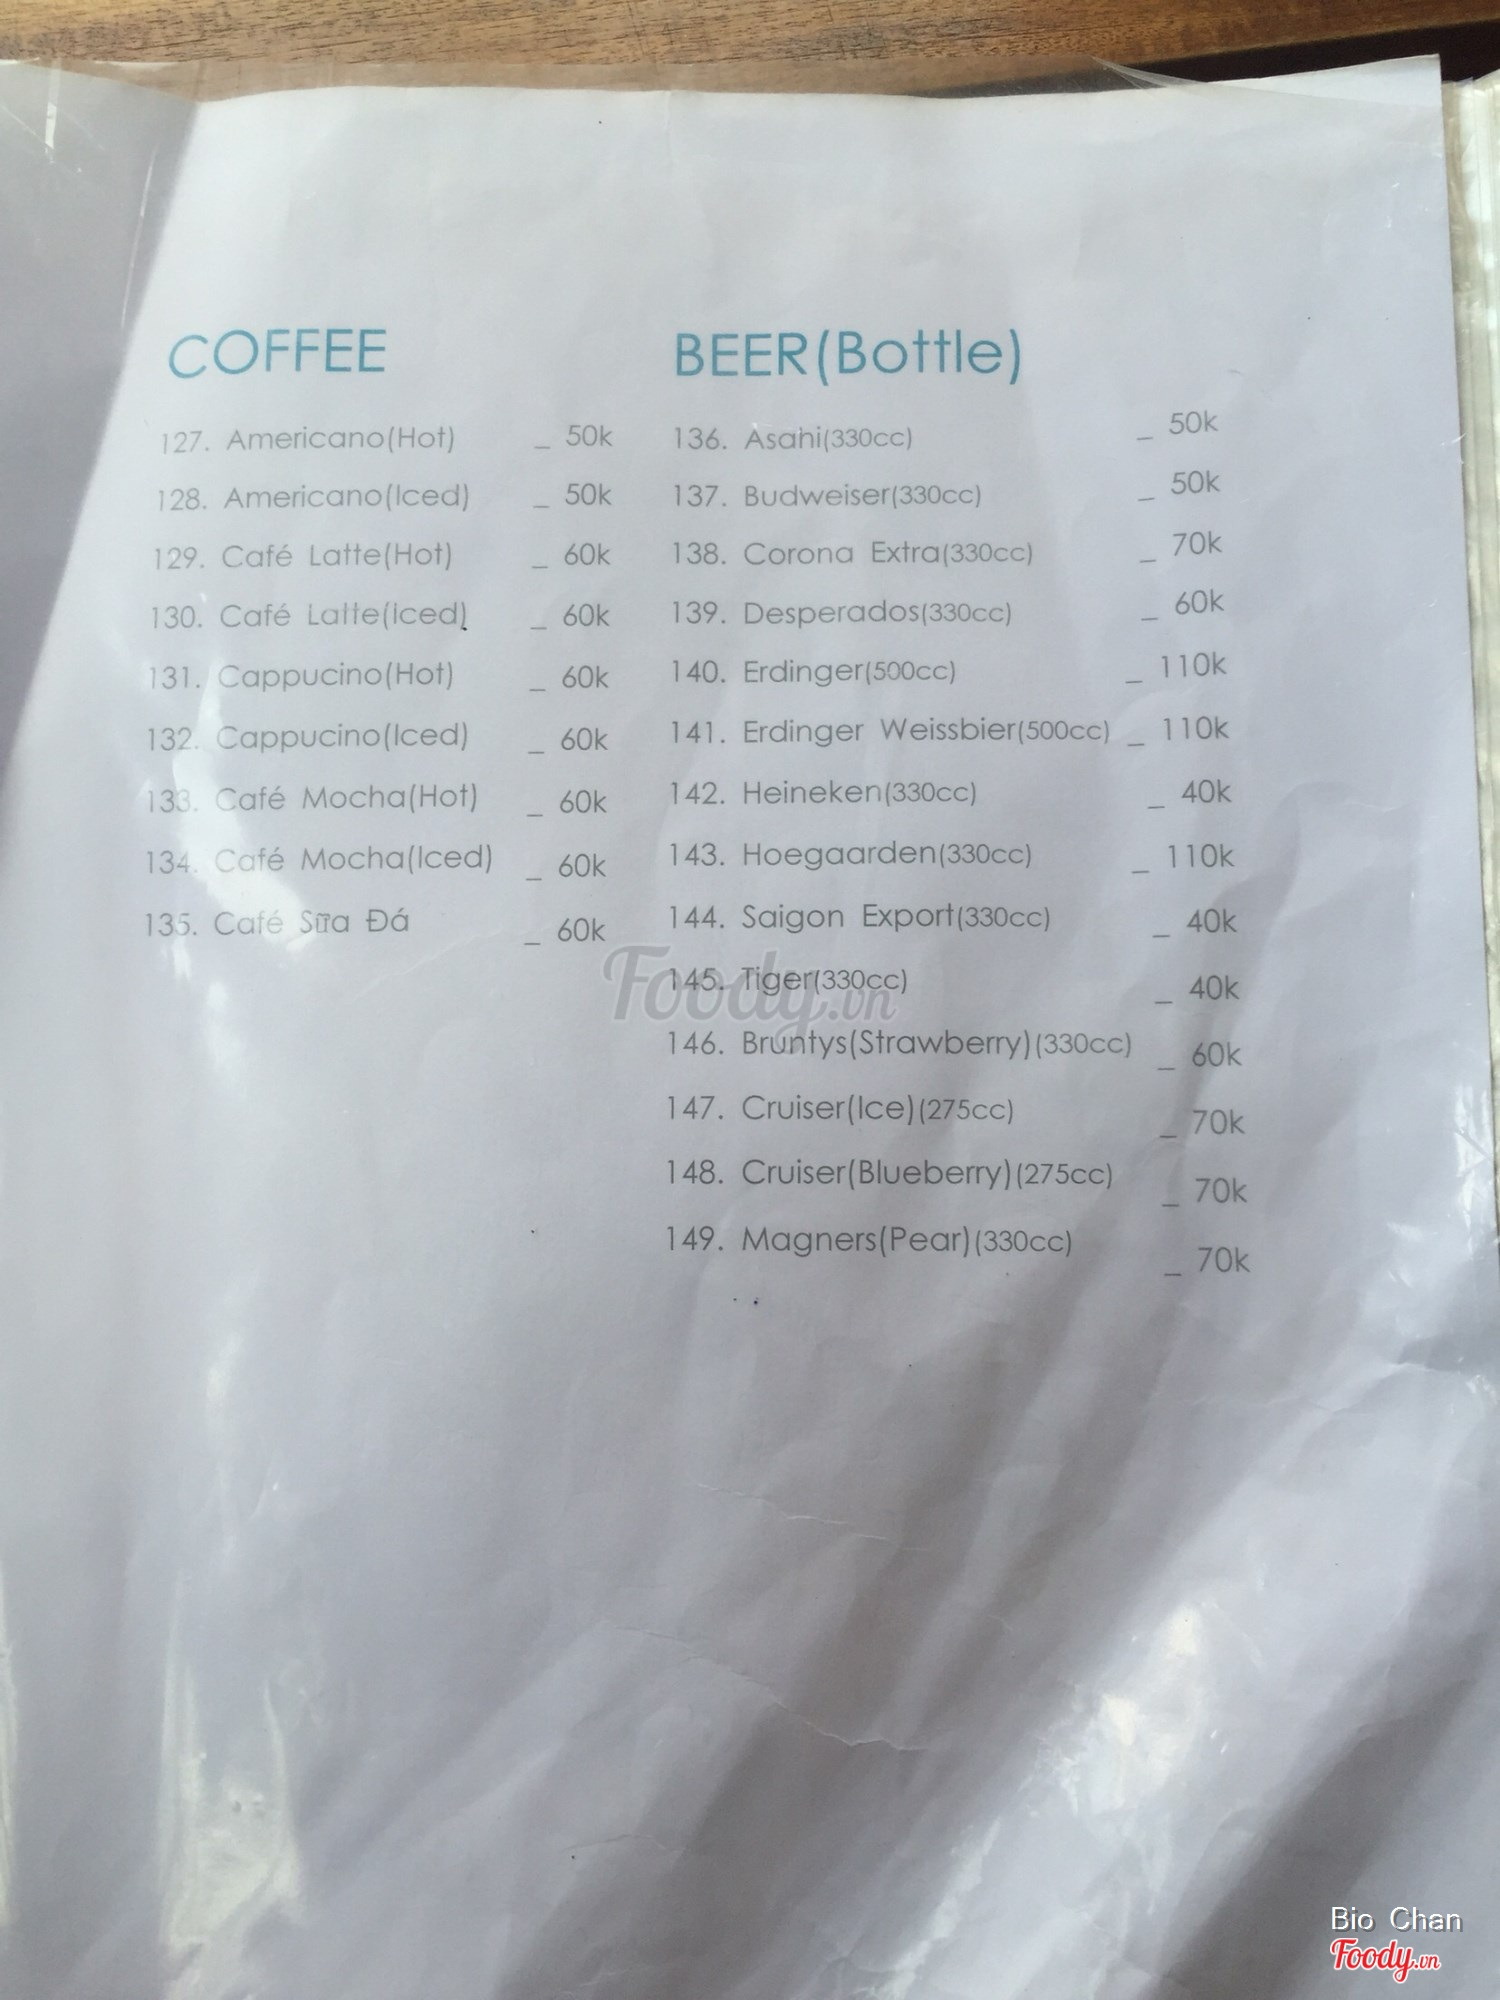 COFFEE
127. Americano(Hot) _ 50k
128. Americano(Iced) _ 50k
129. Café Latte(Hot) _ 60k
130. Café Latte(Iced) _ 60k
131. Cappucino(Hot) _ 60k
132. Cappucino(Iced) _ 60k
133. Café Mocha(Hot) _ 60k
134. Café Mocha(Iced) _ 60k
135. Café Sữa Đá _ 60k
BEER(Bottle)
136. Asahi(330cc) _ 50k
137. Budweiser(330cc) _ 50k
138. Corona Extra(330cc) _ 70k
139. Desperados(330cc) _ 60k
140. Erdinger(500cc) _ 110k
141. Erdinger Weissbier(500cc) _ 110k
142. Heineken(330cc) _ 40k
143. Hoegaarden(330cc) _ 110k
144. Saigon Export(330cc) _ 40k
145. Tiger(330cc) _ 40k
146. Bruntys(Strawberry)(330cc) _ 60k
147. Cruiser(Ice)(275cc) _ 70k
148. Cruiser(Blueberry)(275cc) _ 70k
149. Magners(Pear)(330cc) _ 70k
Foody.vn
Bio Chan
Foody.vn